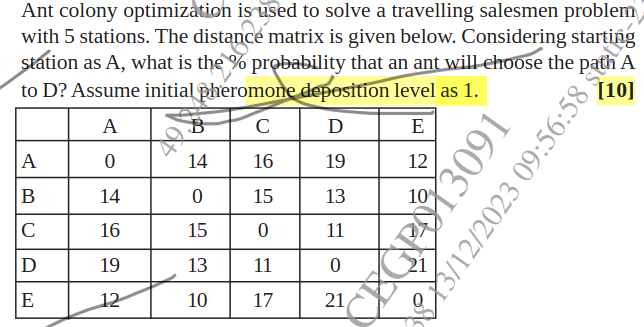 Ant colony optimization is used to solve a travelling salesmen problem
with 5 stations. The distance matrix is given below. Considering starting
station as A, what is the % probability that an ant will choose the path A
to D? Assume initial pheromone deposition level as 1. [10]
A B C D E
A 0 14 16 19 12
B 14 0 15 13 10
C 16 15 0 11 17
D 19 13 11 0 21
E 12 10 17 21 0
CEGP013091
13/12/2023 09:56:58